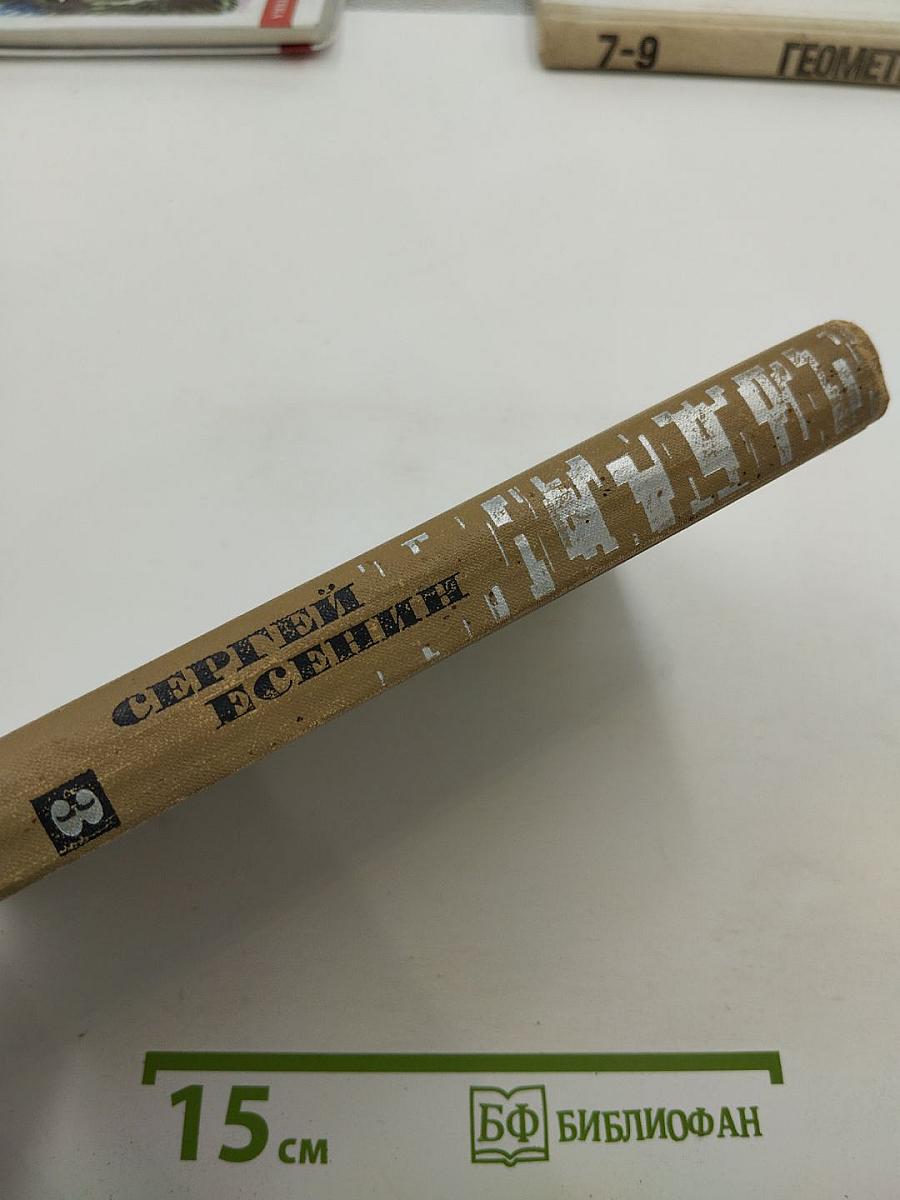 7-9 ГЕОМЕТ
СЕРГЕЙ
ЕСЕНИН
3
15 см
БФ БИБЛИОФАН